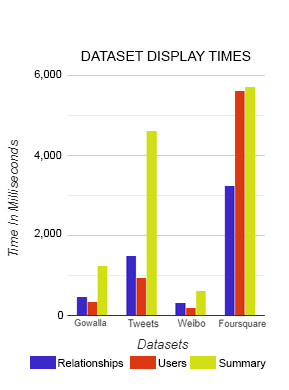 DATASET DISPLAY TIMES
6,000
4,000
2,000
0
Time In Milliseconds
Gowalla Tweets Weibo Foursquare
Datasets
Relationships Users Summary